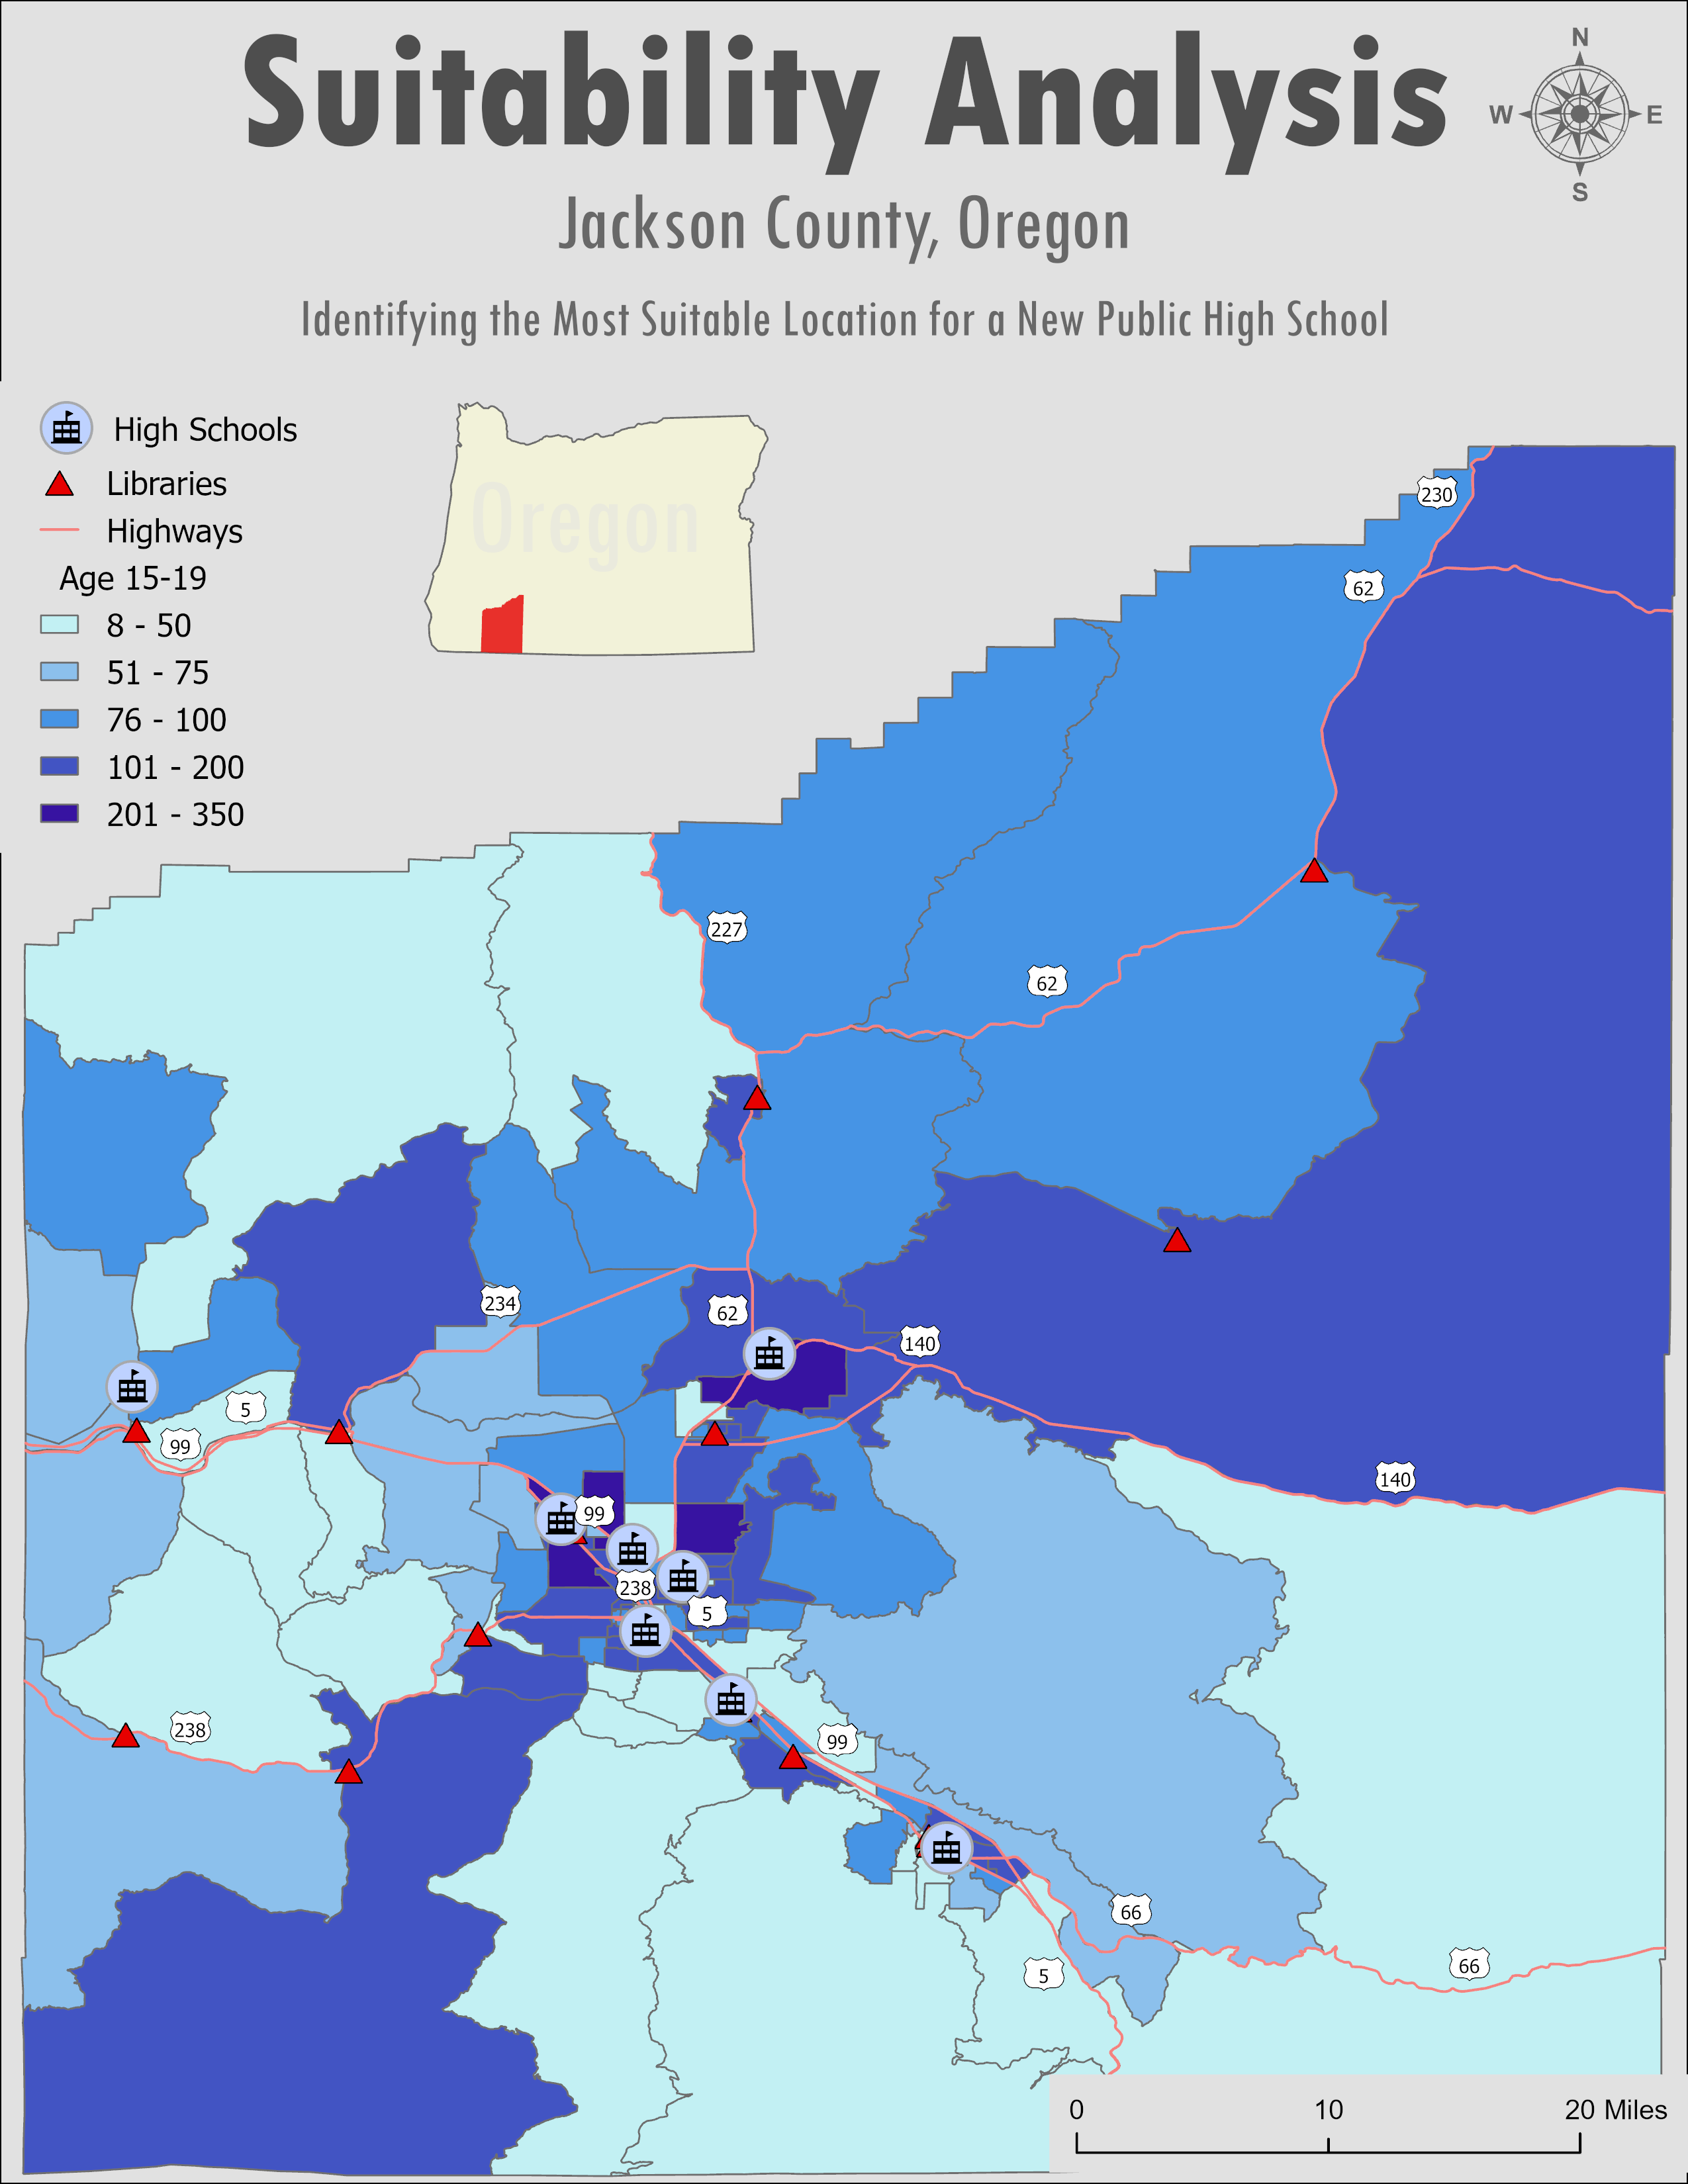 Suitability Analysis
Jackson County, Oregon
Identifying the Most Suitable Location for a New Public High School
N
W
E
S
High Schools
Libraries
Highways
Age 15-19
8 - 50
51 - 75
76 - 100
101 - 200
201 - 350
Oregon
230
62
227
62
234
62
140
5
99
140
99
238
5
238
99
66
66
5
0
10
20 Miles